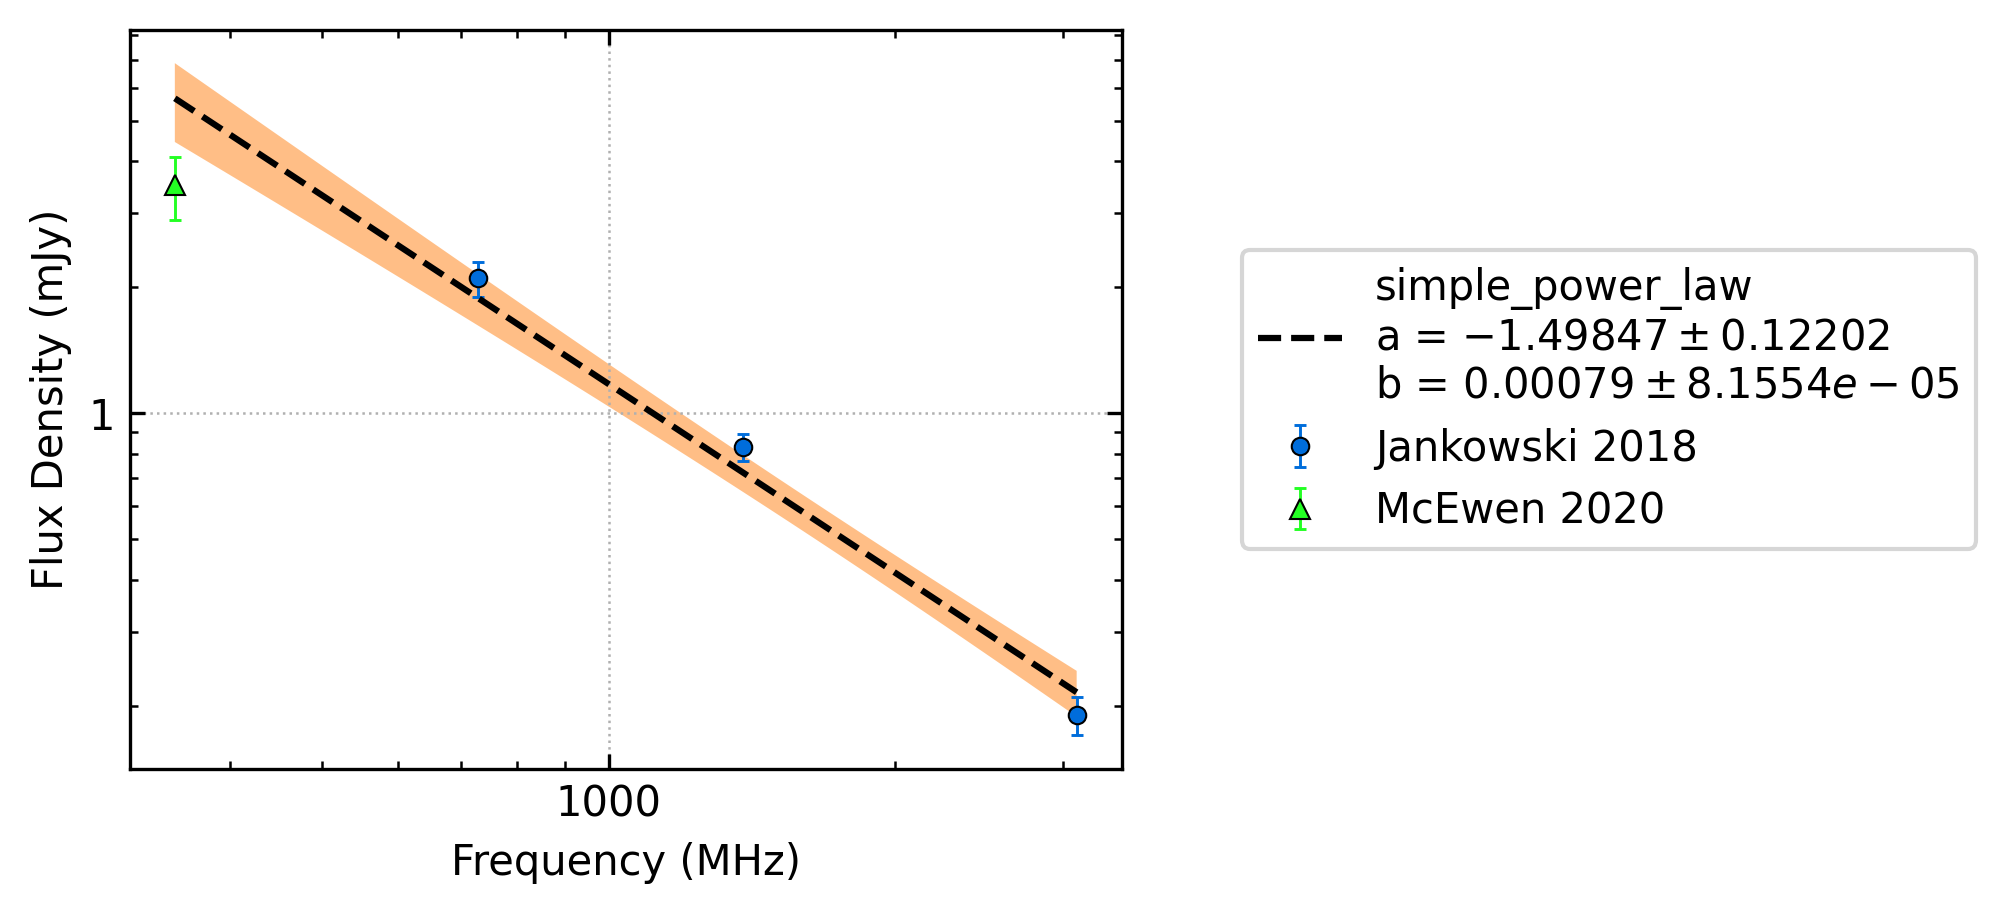 Flux Density (mJy)
1
1000
Frequency (MHz)
simple_power_law
a = −1.49847 ± 0.12202
b = 0.00079 ± 8.1554e − 05
Jankowski 2018
McEwen 2020